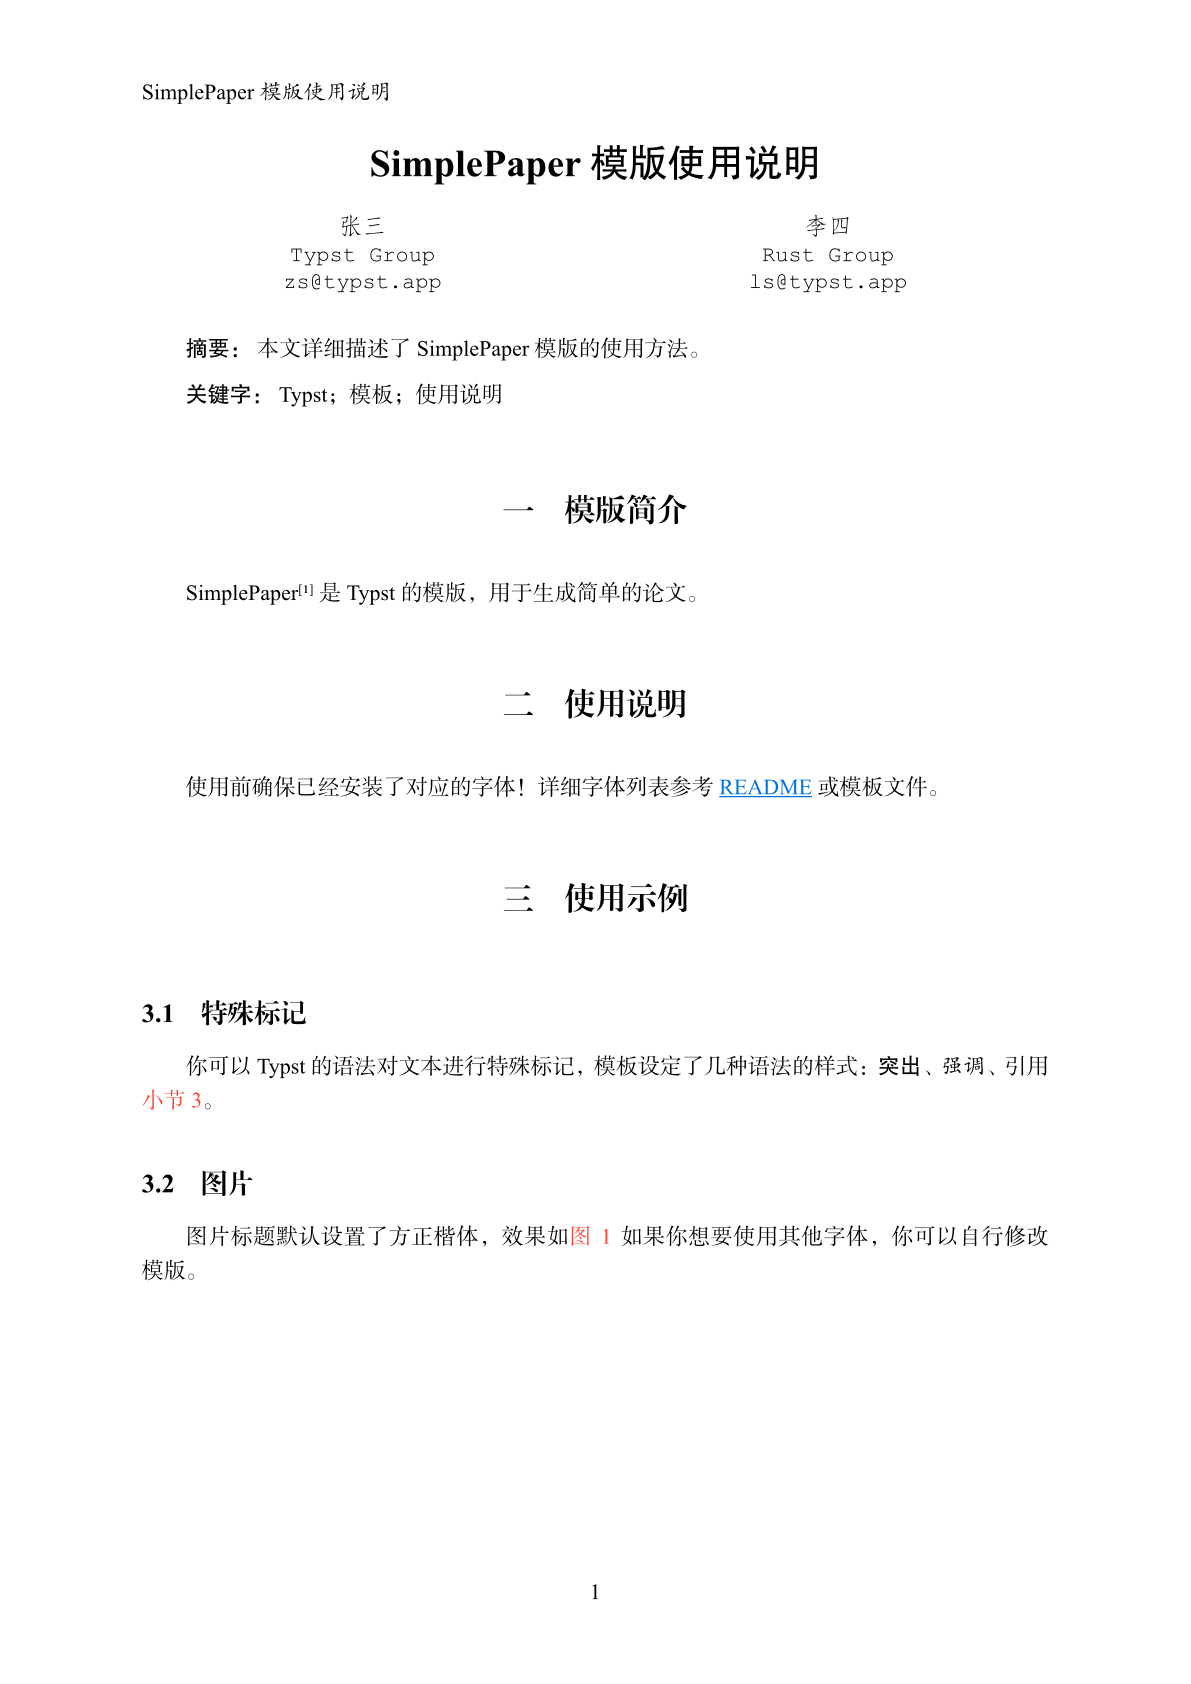 SimplePaper 模版使用说明
SimplePaper 模版使用说明
张三
Typst Group
zs@typst.app
李四
Rust Group
ls@typst.app
摘要： 本文详细描述了 SimplePaper 模版的使用方法。
关键字： Typst；模板；使用说明
一 模版简介
SimplePaper[1] 是 Typst 的模版，用于生成简单的论文。
二 使用说明
使用前确保已经安装了对应的字体！详细字体列表参考 README 或模板文件。
三 使用示例
3.1 特殊标记
你可以 Typst 的语法对文本进行特殊标记，模板设定了几种语法的样式：突出、强调、引用
小节 3。
3.2 图片
图片标题默认设置了方正楷体，效果如图 1 如果你想要使用其他字体，你可以自行修改
模版。
1